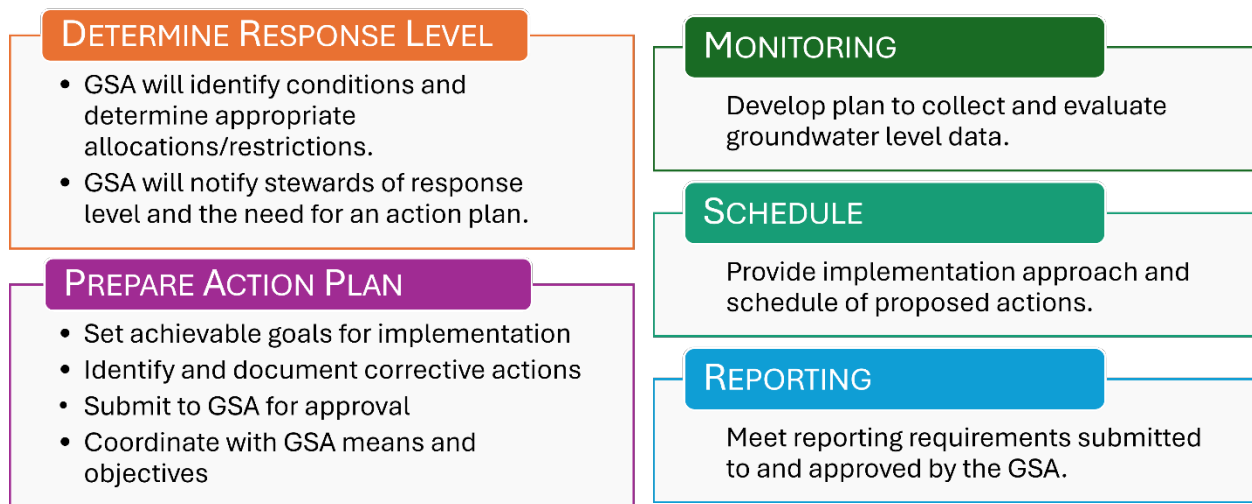 DETERMINE RESPONSE LEVEL
• GSA will identify conditions and
determine appropriate
allocations/restrictions.
• GSA will notify stewards of response
level and the need for an action plan.
PREPARE ACTION PLAN
• Set achievable goals for implementation
• Identify and document corrective actions
• Submit to GSA for approval
• Coordinate with GSA means and
objectives
MONITORING
Develop plan to collect and evaluate
groundwater level data.
SCHEDULE
Provide implementation approach and
schedule of proposed actions.
REPORTING
Meet reporting requirements submitted
to and approved by the GSA.